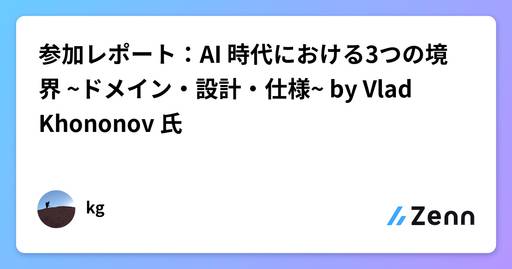 参加レポート：AI 時代における3つの境
界 ~ドメイン・設計・仕様~ by Vlad
Khononov 氏
kg
Zenn